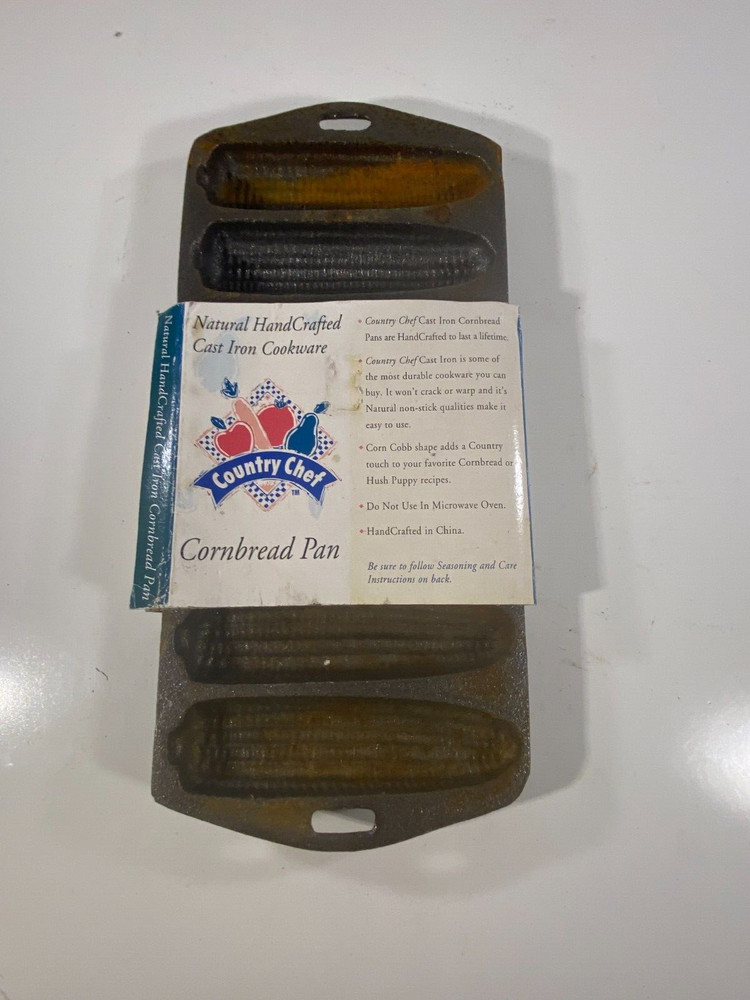 Natural HandCrafted Cast Iron Cornbread Pan
Natural HandCrafted
Cast Iron Cookware
Country Chef
TM
Cornbread Pan
• Country Chef Cast Iron Cornbread
Pans are HandCrafted to last a lifetime.
• Country Chef Cast Iron is some of
the most durable cookware you can
buy. It won't crack or warp and it's
Natural non-stick qualities make it
easy to use.
• Corn Cobb shape adds a Country
touch to your favorite Cornbread or
Hush Puppy recipes.
• Do Not Use In Microwave Oven.
• HandCrafted in China.
Be sure to follow Seasoning and Care
Instructions on back.